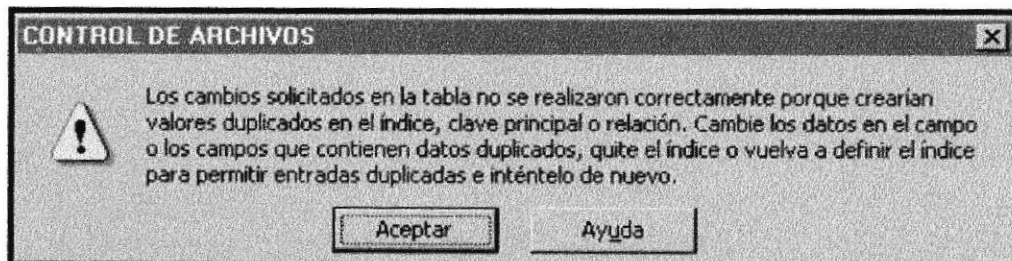 CONTROL DE ARCHIVOS
Los cambios solicitados en la tabla no se realizaron correctamente porque crearían
valores duplicados en el índice, clave principal o relación. Cambie los datos en el campo
o los campos que contienen datos duplicados, quite el índice o vuelva a definir el índice
para permitir entradas duplicadas e inténtelo de nuevo.
Aceptar
Ayuda